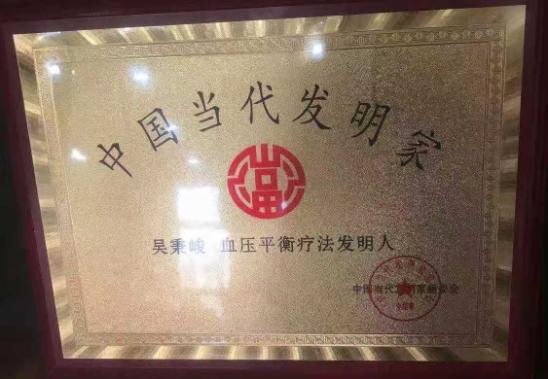 中国当代发明家
吴秉峻 血压平衡疗法发明人